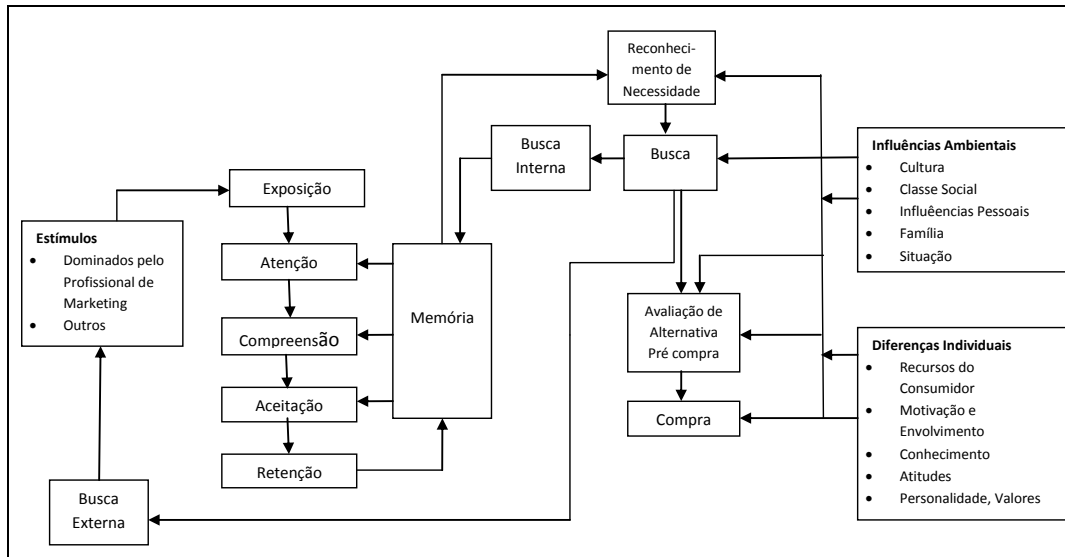 Reconheci-
mento de
Necessidade
Busca
Interna
Busca
Influências Ambientais
• Cultura
• Classe Social
• Influêencias Pessoais
• Família
• Situação
Exposição
Estímulos
• Dominados pelo
Profissional de
Marketing
• Outros
Atenção
Compreensão
Aceitação
Retenção
Memória
Avaliação de
Alternativa
Pré compra
Compra
Diferenças Individuais
• Recursos do
Consumidor
• Motivação e
Envolvimento
• Conhecimento
• Atitudes
• Personalidade, Valores
Busca
Externa